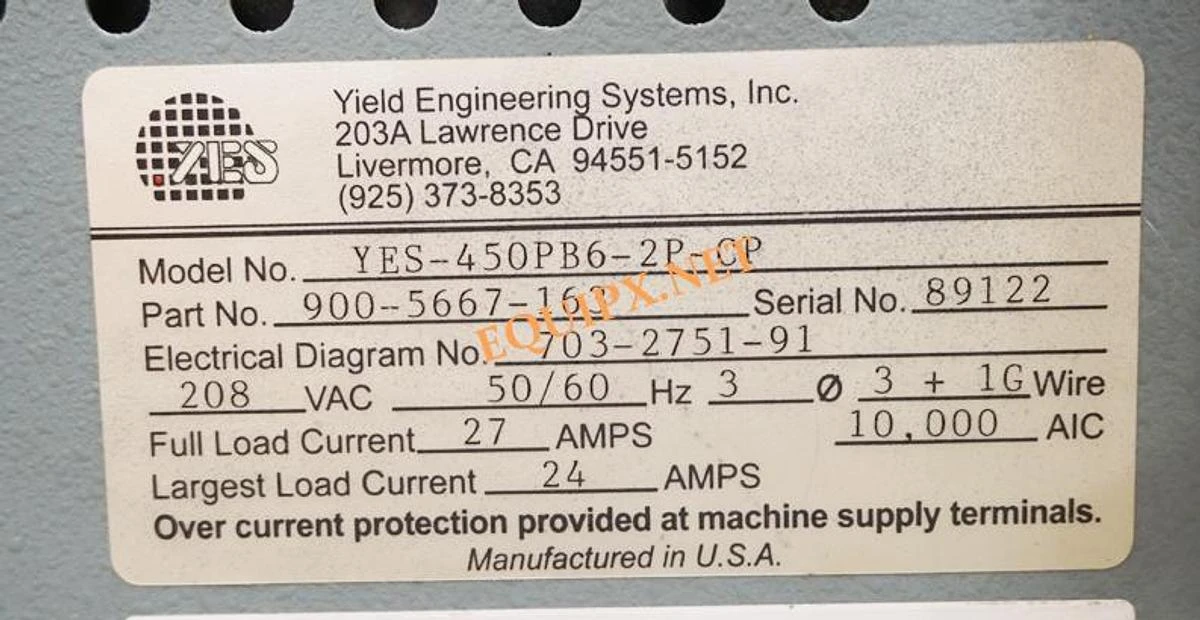 YES
Yield Engineering Systems, Inc.
203A Lawrence Drive
Livermore, CA 94551-5152
(925) 373-8353
Model No. YES-450PB6-2P-CP
Part No. 900-5667-163 Serial No. 89122
EQUIPX.NET
Electrical Diagram No. 703-2751-91
208 VAC 50/60 Hz 3 Ø 3 + 1G Wire
Full Load Current 27 AMPS 10,000 AIC
Largest Load Current 24 AMPS
Over current protection provided at machine supply terminals.
Manufactured in U.S.A.